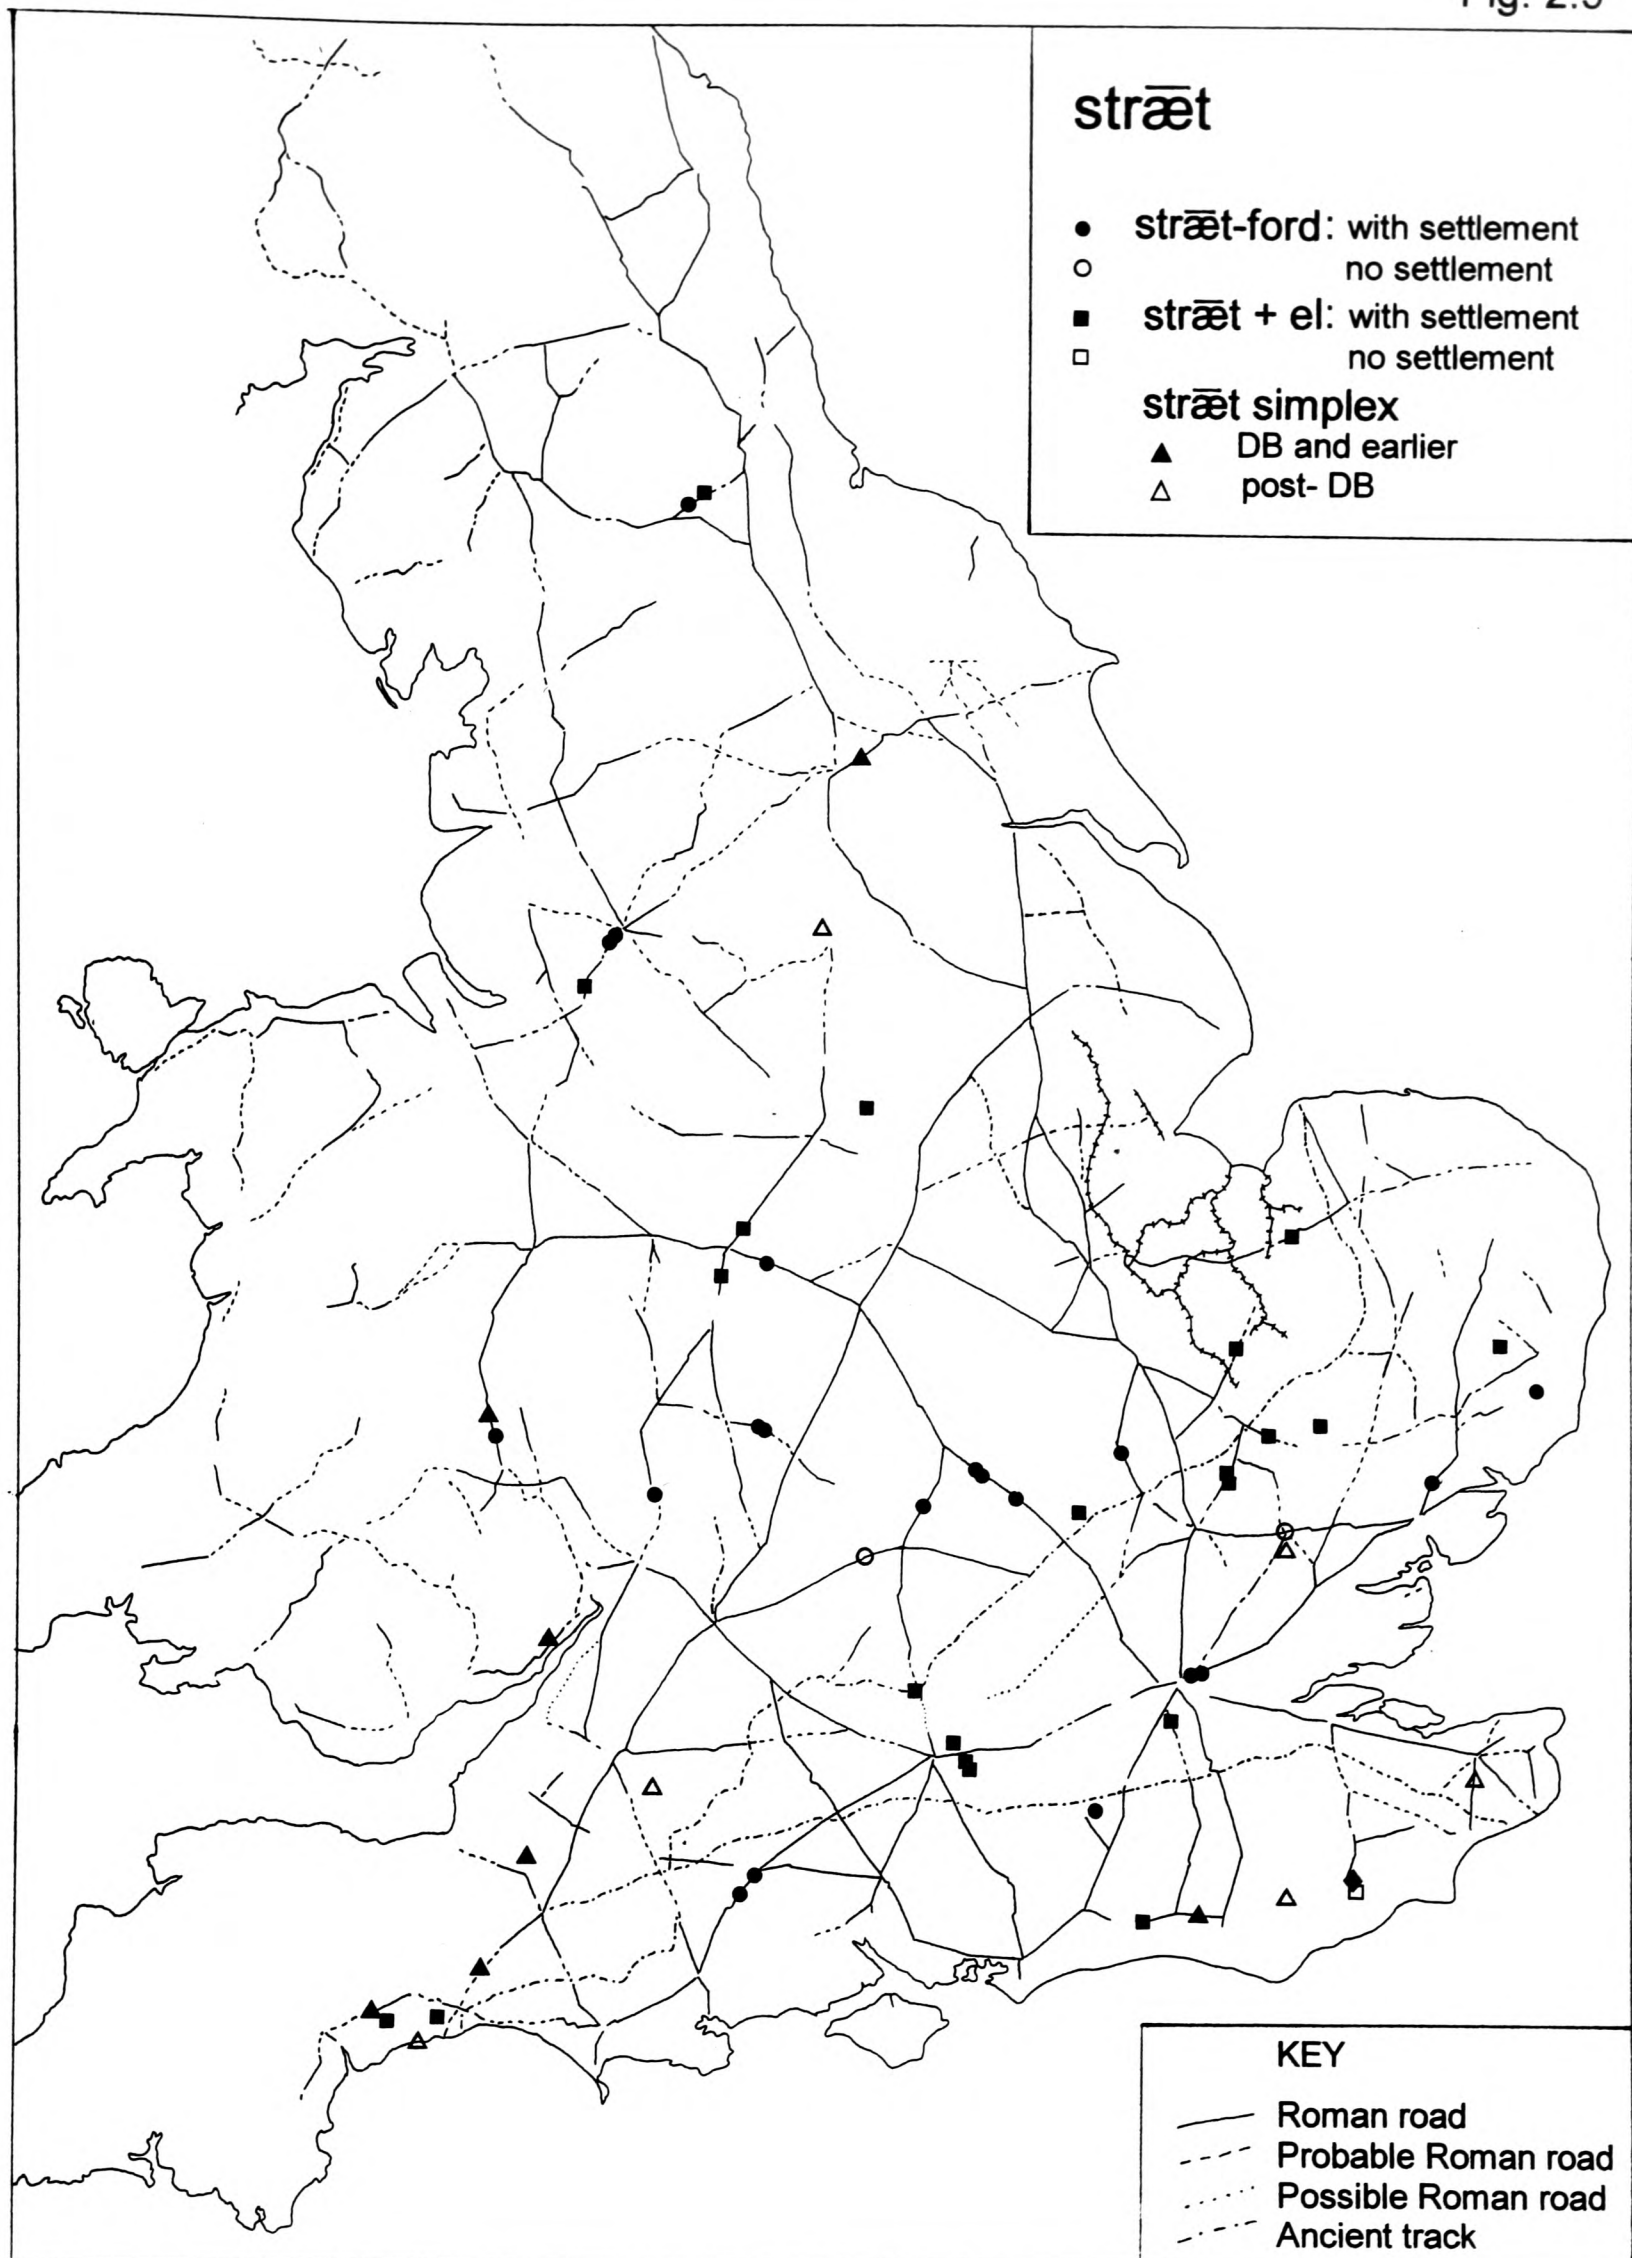 strǣt
strǣt-ford: with settlement
no settlement
strǣt + el: with settlement
no settlement
strǣt simplex
DB and earlier
post- DB
KEY
Roman road
Probable Roman road
Possible Roman road
Ancient track